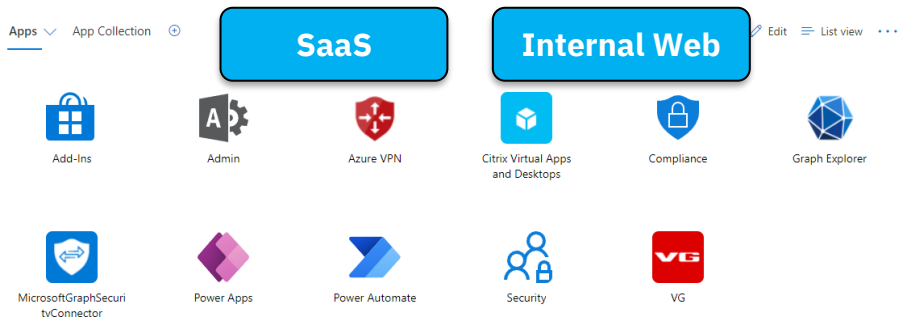 Apps App Collection
SaaS
Internal Web
Edit List view
Add-Ins
Admin
Azure VPN
Citrix Virtual Apps
and Desktops
Compliance
Graph Explorer
MicrosoftGraphSecuri
tyConnector
Power Apps
Power Automate
Security
VG
VG